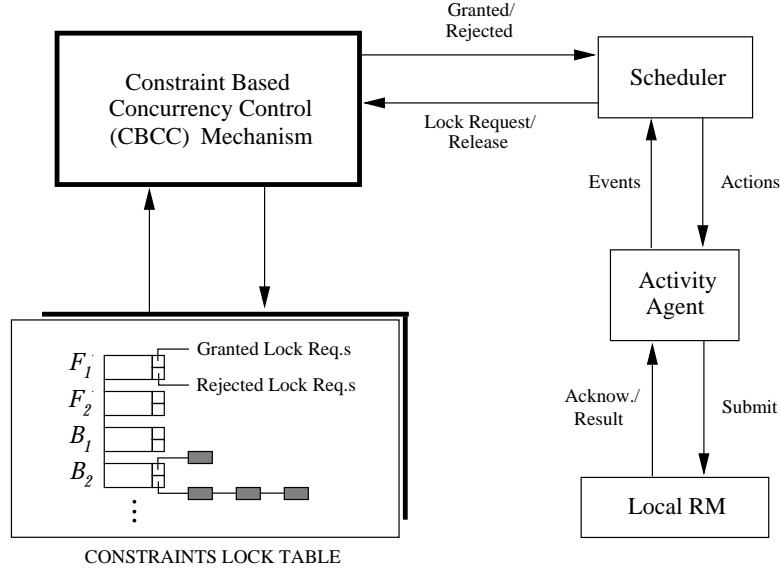 Granted/
Rejected
Constraint Based
Concurrency Control
(CBCC) Mechanism
Scheduler
Lock Request/
Release
Events
Actions
Activity
Agent
F1
Granted Lock Req.s
Rejected Lock Req.s
F2
B1
B2
Acknow./
Result
Submit
Local RM
CONSTRAINTS LOCK TABLE